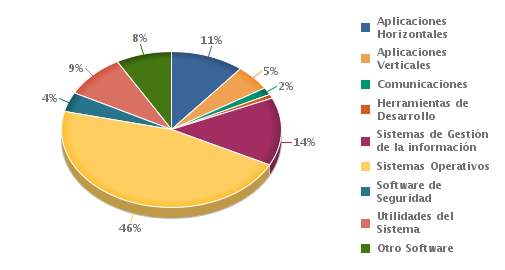 11%
5%
2%
14%
46%
4%
9%
8%
Aplicaciones
Horizontales
Aplicaciones
Verticales
Comunicaciones
Herramientas de
Desarrollo
Sistemas de Gestión
de la información
Sistemas Operativos
Software de
Seguridad
Utilidades del
Sistema
Otro Software